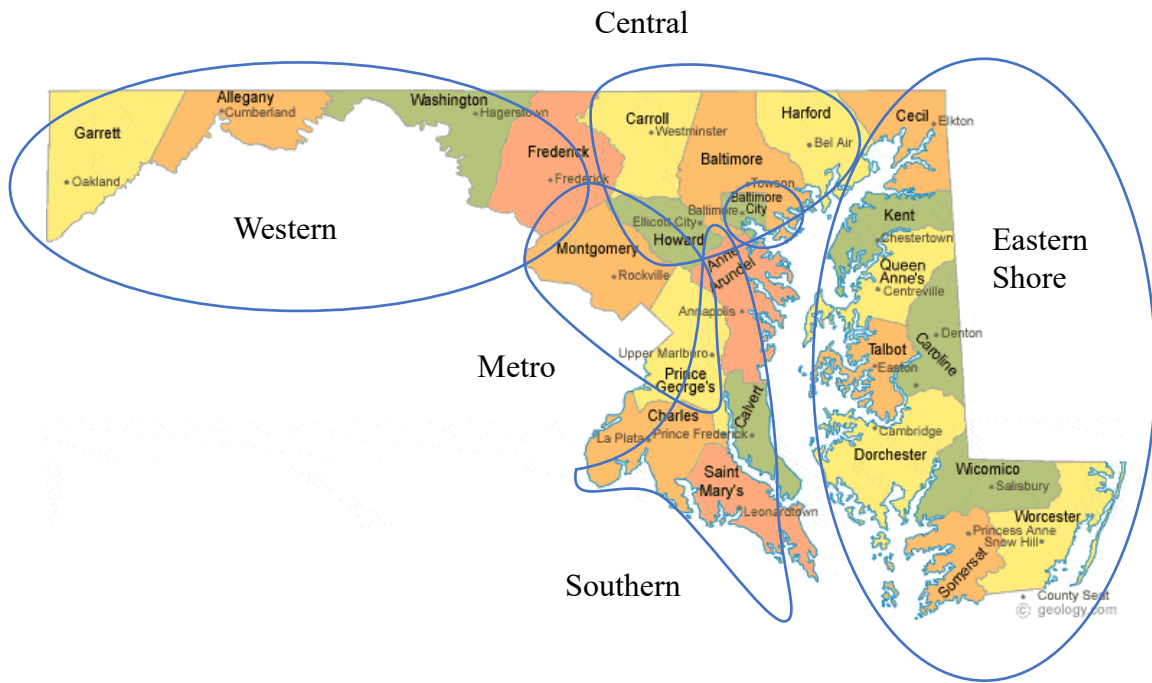 Central
Garrett
Oakland
Allegany
Cumberland
Washington
Hagerstown
Frederick
Frederick
Carroll
Westminster
Baltimore
Towson
Harford
Bel Air
Cecil
Elkton
Western
Baltimore
City
Baltimore
Ellicott City
Howard
Montgomery
Rockville
Anne
Arundel
Annapolis
Kent
Chestertown
Queen
Anne's
Centreville
Eastern
Shore
Denton
Caroline
Talbot
Easton
Metro
Upper Marlboro
Prince
George's
Charles
La Plata
Prince Frederick
Calvert
Saint
Mary's
Leonardtown
Cambridge
Dorchester
Wicomico
Salisbury
Worcester
Princess Anne
Snow Hill
Somerset
Southern
County Seat
© geology.com